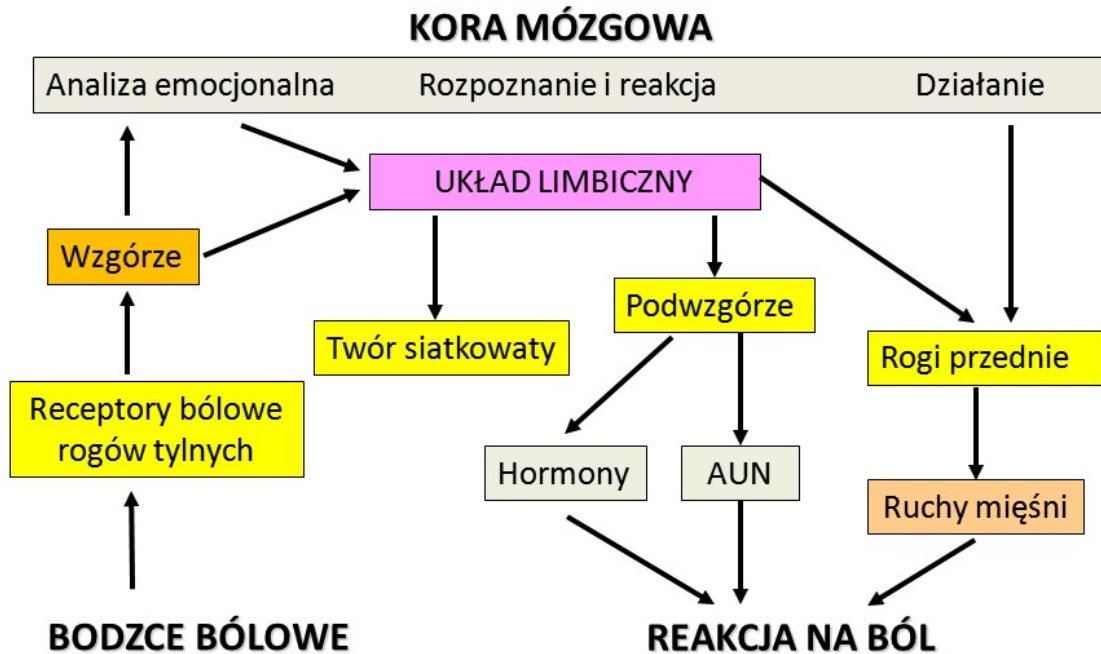 KORA MÓZGOWA
Analiza emocjonalna Rozpoznanie i reakcja Działanie
UKŁAD LIMBICZNY
Wzgórze
Podwzgórze
Twór siatkowaty
Rogi przednie
Receptory bólowe
rogów tylnych
Hormony
AUN
Ruchy mięśni
BODZCE BÓLOWE
REAKCJA NA BÓL